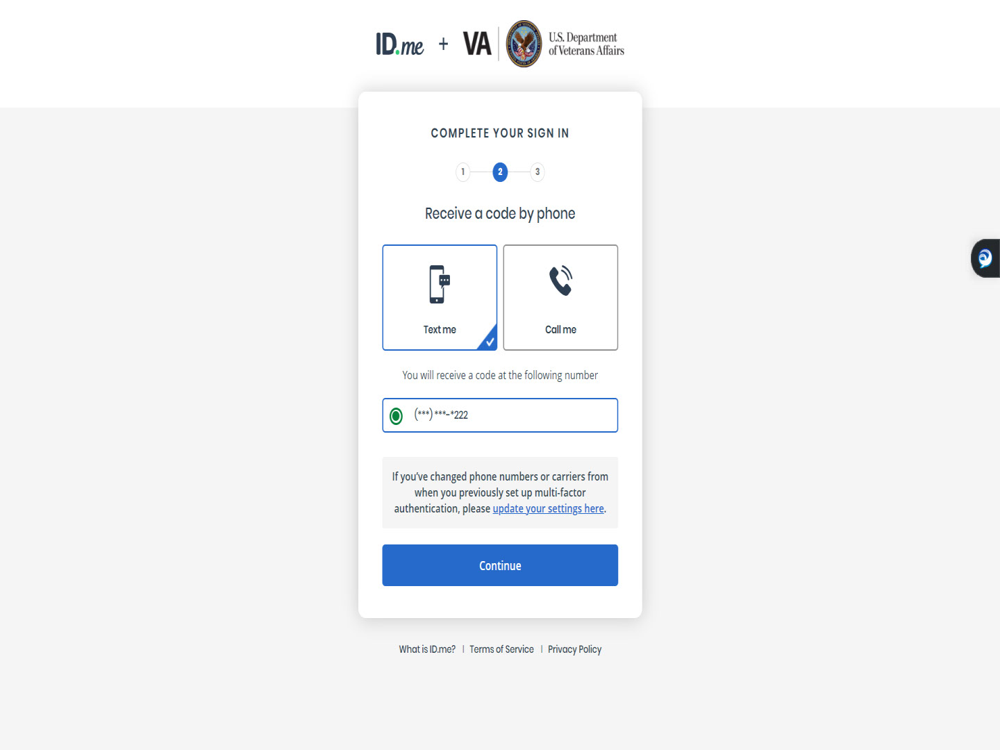 ID.me + VA U.S. Department
of Veterans Affairs
COMPLETE YOUR SIGN IN
1 2 3
Receive a code by phone
Text me Call me
You will receive a code at the following number
(***) ***-*222
If you've changed phone numbers or carriers from
when you previously set up multi-factor
authentication, please update your settings here.
Continue
What is ID.me? | Terms of Service | Privacy Policy